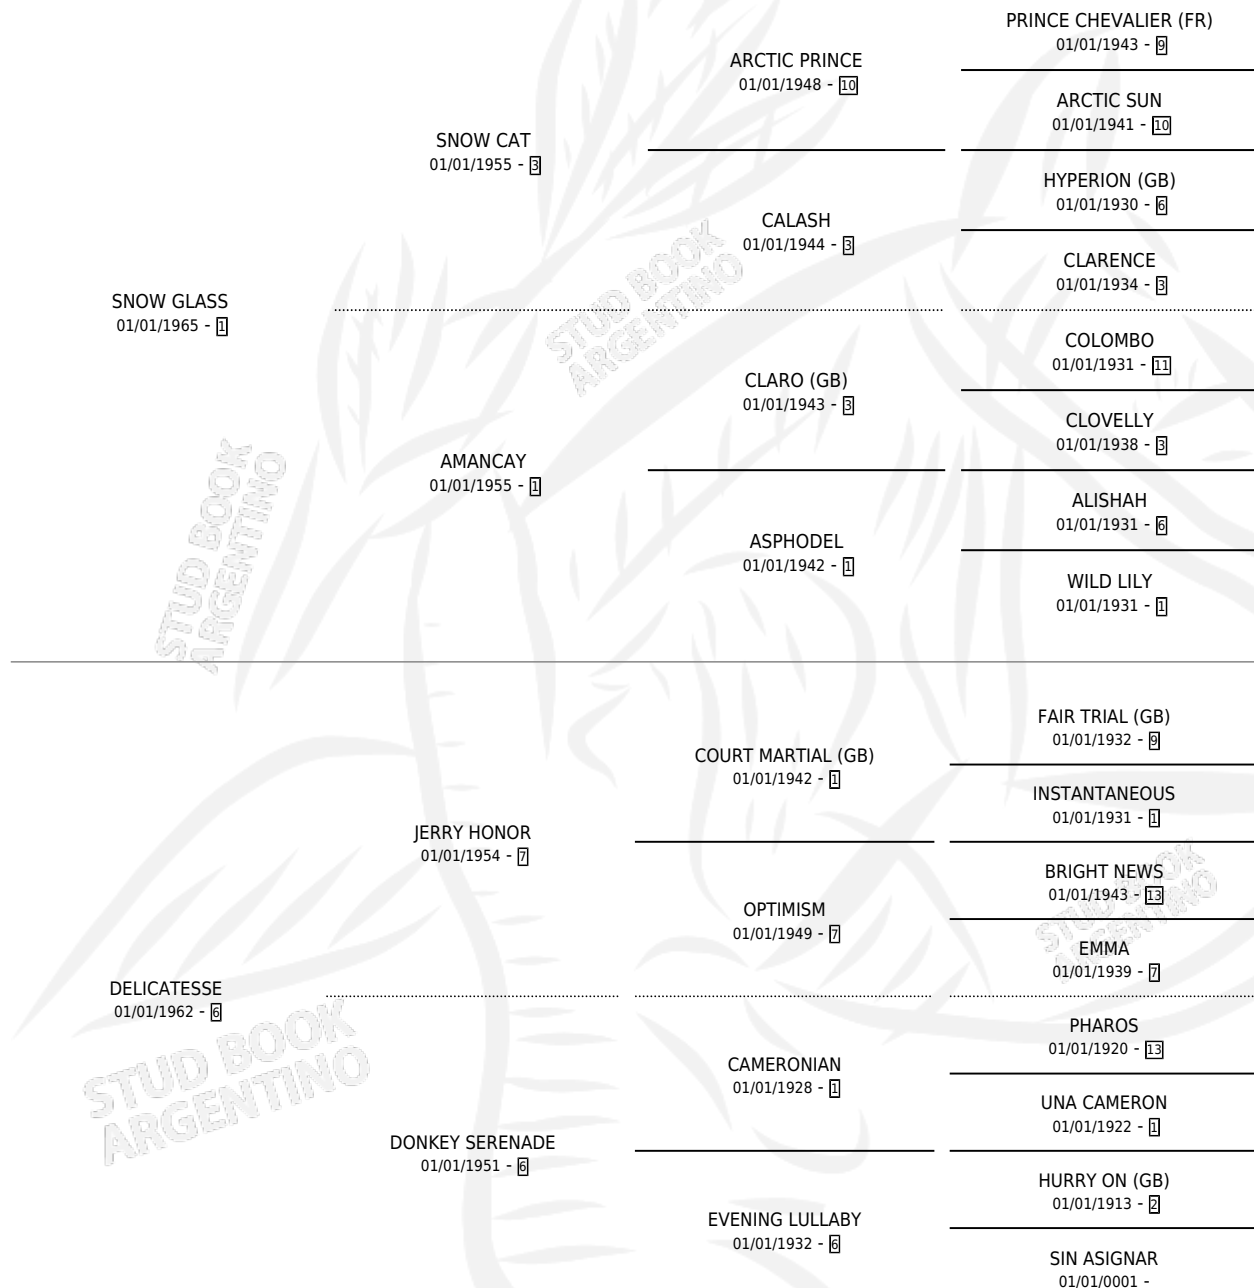 PRINCE CHEVALIER (FR)
01/01/1943 - 9
ARCTIC PRINCE
01/01/1948 - 10
ARCTIC SUN
01/01/1941 - 10
SNOW CAT
01/01/1955 - 3
HYPERION (GB)
01/01/1930 - 6
CALASH
01/01/1944 - 3
CLARENCE
01/01/1934 - 3
SNOW GLASS
01/01/1965 - 1
COLOMBO
01/01/1931 - 11
CLARO (GB)
01/01/1943 - 3
CLOVELLY
01/01/1938 - 3
AMANCAY
01/01/1955 - 1
ALISHAH
01/01/1931 - 6
ASPHODEL
01/01/1942 - 1
WILD LILY
01/01/1931 - 1
FAIR TRIAL (GB)
01/01/1932 - 9
COURT MARTIAL (GB)
01/01/1942 - 1
INSTANTANEOUS
01/01/1931 - 1
JERRY HONOR
01/01/1954 - 7
BRIGHT NEWS
01/01/1943 - 13
OPTIMISM
01/01/1949 - 7
EMMA
01/01/1939 - 7
DELICATESSE
01/01/1962 - 6
PHAROS
01/01/1920 - 13
CAMERONIAN
01/01/1928 - 1
UNA CAMERON
01/01/1922 - 1
DONKEY SERENADE
01/01/1951 - 6
HURRY ON (GB)
01/01/1913 - 2
EVENING LULLABY
01/01/1932 - 6
SIN ASIGNAR
01/01/0001 -
STUD BOOK
ARGENTINO
STUD BOOK
ARGENTINO
STUD BOOK
ARGENTINO
STUD BOOK
ARGENTINO